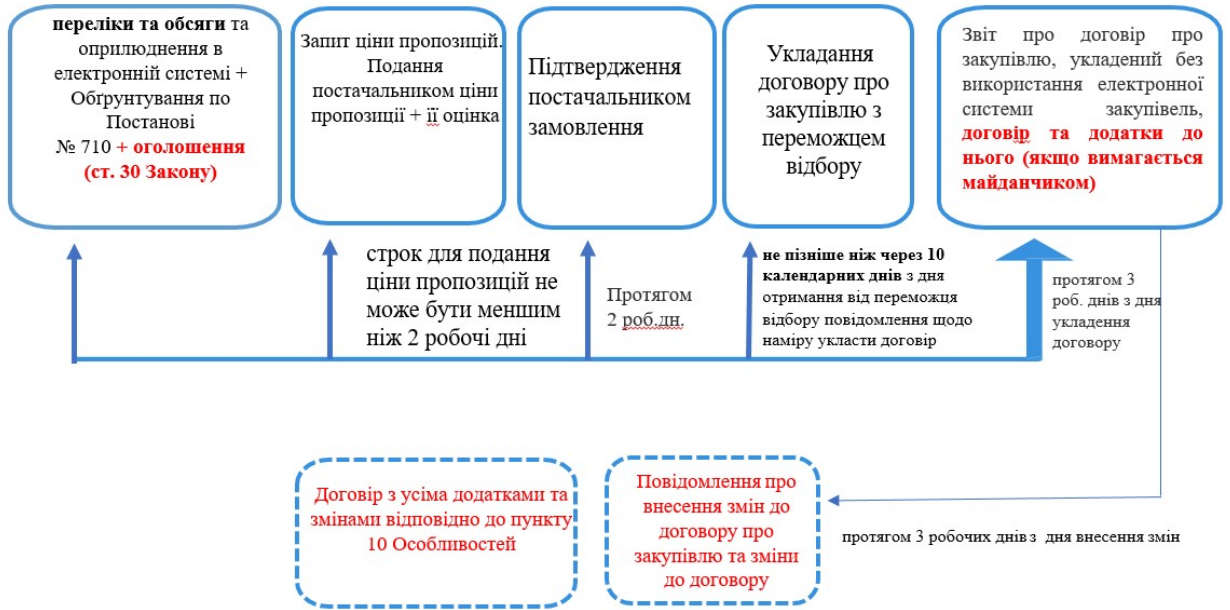 переліки та обсяги та
оприлюднення в
електронній системі +
Обґрунтування по
Постанові
№ 710 + оголошення
(ст. 30 Закону)
Запит ціни пропозицій.
Подання
постачальником ціни
пропозиції + її оцінка
Підтвердження
постачальником
замовлення
Укладання
договору про
закупівлю з
переможцем
відбору
Звіт про договір про
закупівлю, укладений без
використання електронної
системи закупівель,
договір та додатки до
нього (якщо вимагається
майданчиком)
строк для подання
ціни пропозицій не
може бути меншим
ніж 2 робочі дні
Протягом
2 роб.дн.
не пізніше ніж через 10
календарних днів з дня
отримання від переможця
відбору повідомлення щодо
наміру укласти договір
протягом 3
роб. днів з дня
укладення
договору
Договір з усіма додатками та
змінами відповідно до пункту
10 Особливостей
Повідомлення про
внесення змін до
договору про
закупівлю та зміни
до договору
протягом 3 робочих днів з дня внесення змін